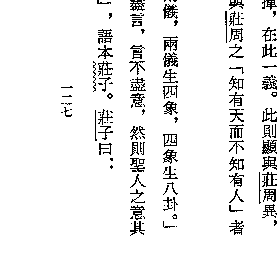 揮，在此一義。此則顯與莊周異，
與莊周之「知有天而不知有人」者
儀，兩儀生四象，四象生八卦。」
盡言，言不盡意，然則聖人之意其
」，語本莊子。莊子曰：
一二七